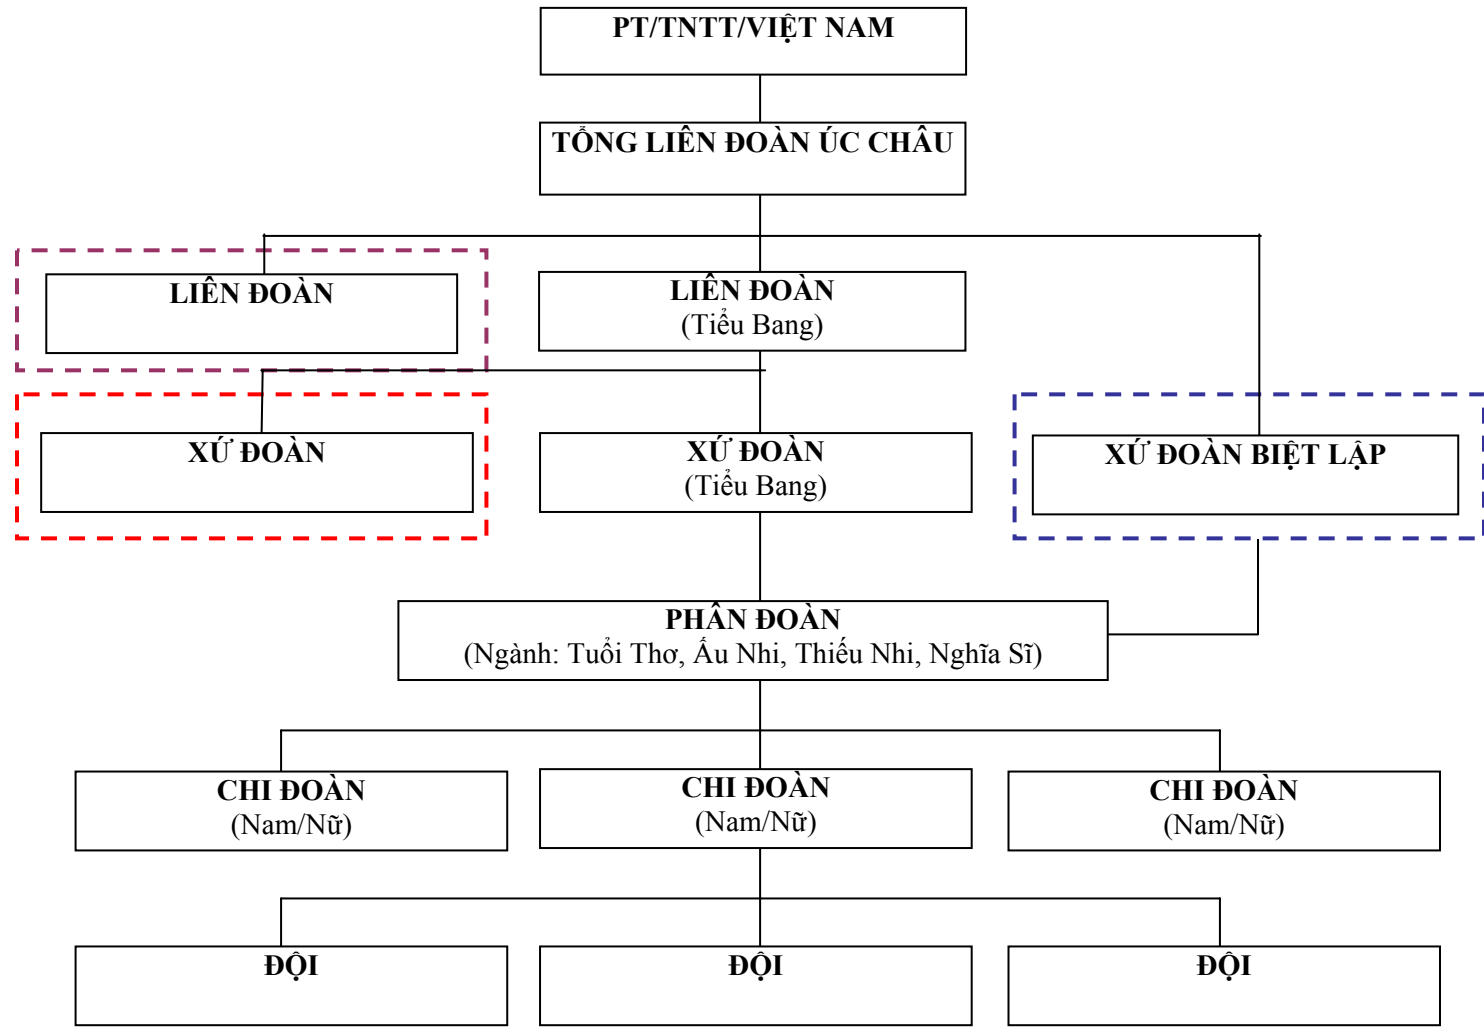 PT/TNTT/VIỆT NAM
TỔNG LIÊN ĐOÀN ÚC CHÂU
LIÊN ĐOÀN
LIÊN ĐOÀN
(Tiểu Bang)
XỨ ĐOÀN
XỨ ĐOÀN
(Tiểu Bang)
XỨ ĐOÀN BIỆT LẬP
PHÂN ĐOÀN
(Ngành: Tuổi Thơ, Ấu Nhi, Thiếu Nhi, Nghĩa Sĩ)
CHI ĐOÀN
(Nam/Nữ)
CHI ĐOÀN
(Nam/Nữ)
CHI ĐOÀN
(Nam/Nữ)
ĐỘI
ĐỘI
ĐỘI